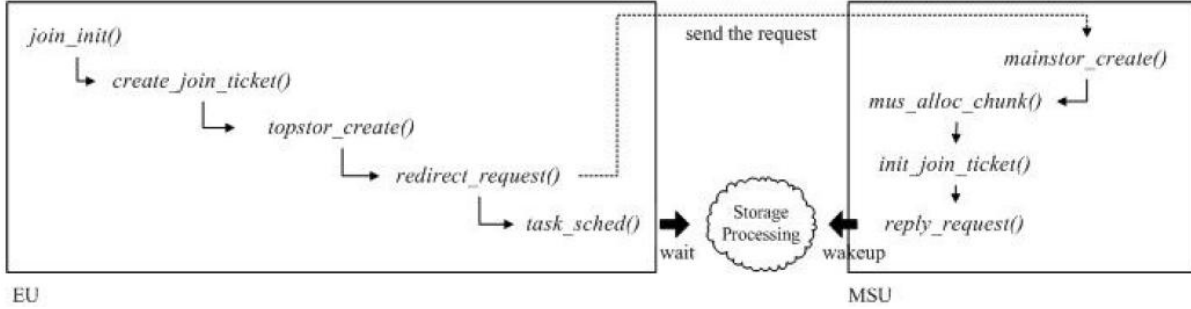 join_init()
create_join_ticket()
topstor_create()
redirect_request()
task_sched()
send the request
mainstor_create()
mus_alloc_chunk()
init_join_ticket()
reply_request()
Storage
Processing
wait
wakeup
EU
MSU